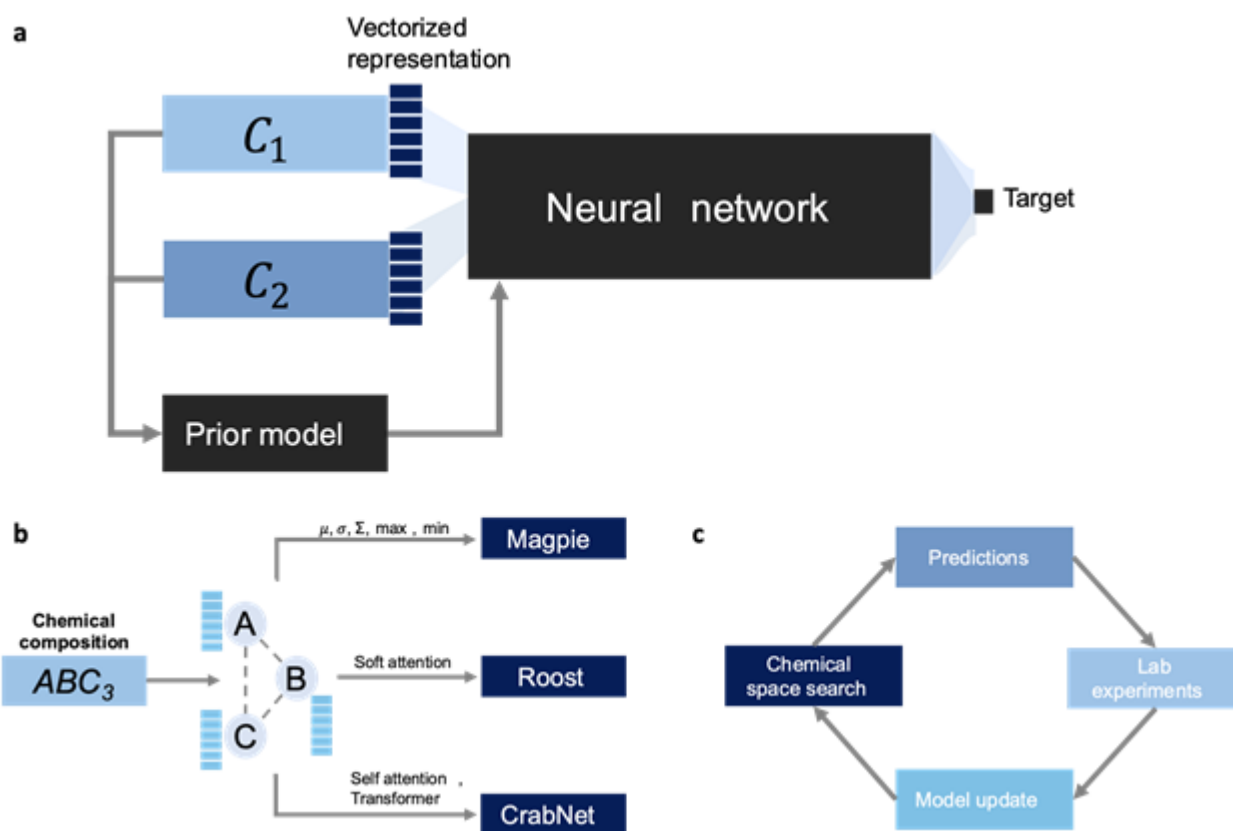 a
Vectorized
representation
C₁
Neural network
Target
C₂
Prior model
b
μ, σ, Σ, max , min
Magpie
Chemical
composition
ABC₃
A
B
C
Soft attention
Roost
Self attention ,
Transformer
CrabNet
c
Predictions
Chemical
space search
Lab
experiments
Model update